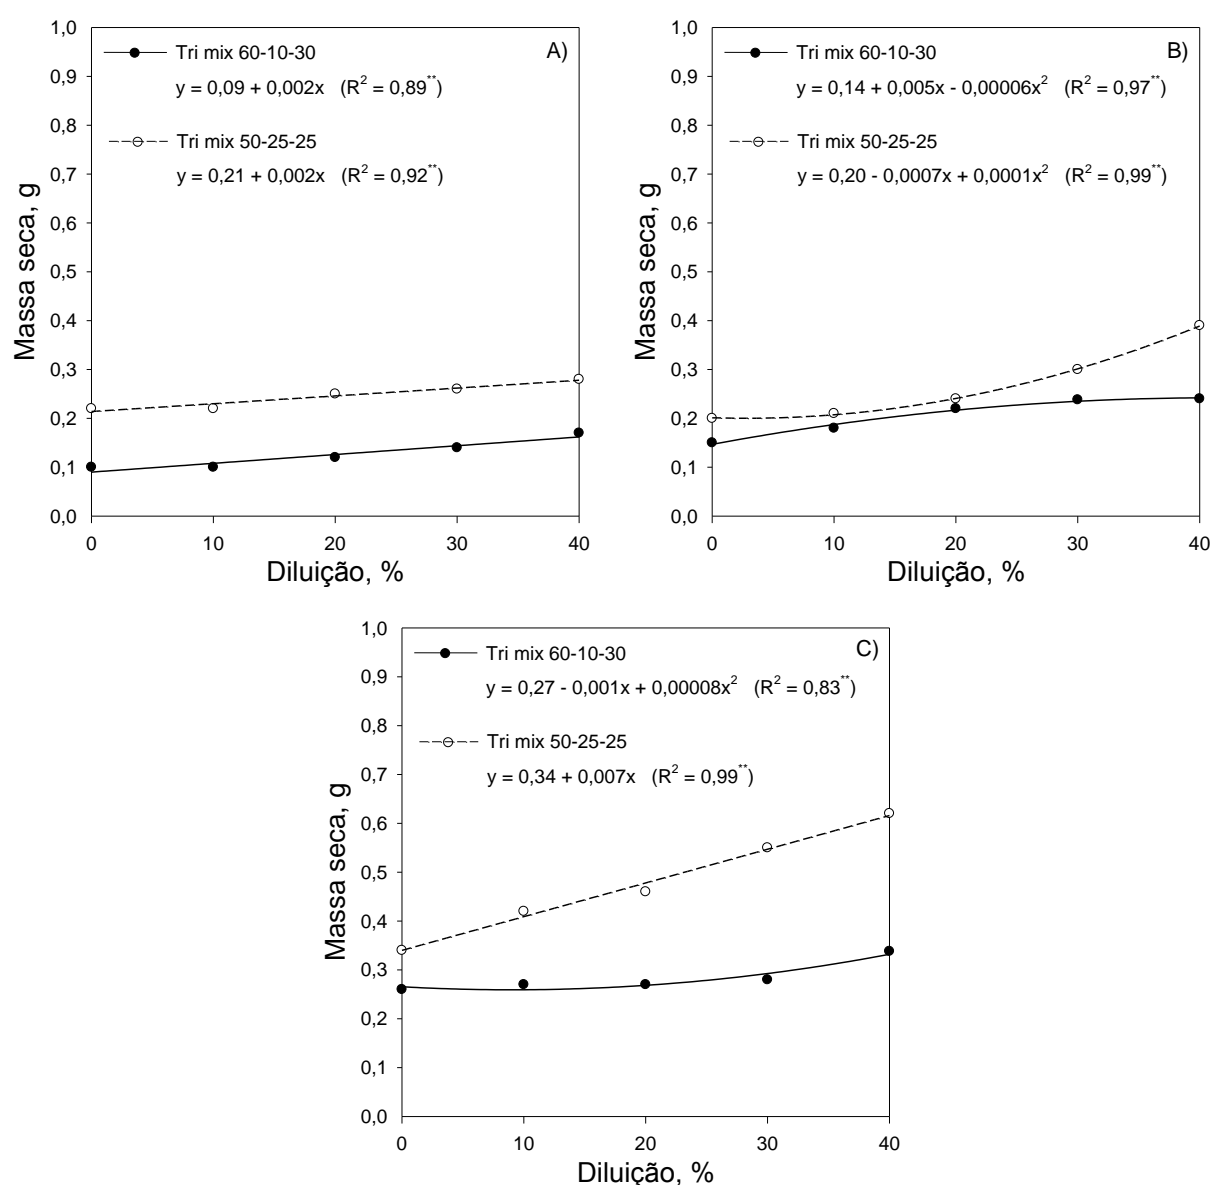 A)
Tri mix 60-10-30
y = 0,09 + 0,002x (R² = 0,89**)
Tri mix 50-25-25
y = 0,21 + 0,002x (R² = 0,92**)
Massa seca, g
1,0
0,9
0,8
0,7
0,6
0,5
0,4
0,3
0,2
0,1
0,0
0 10 20 30 40
Diluição, %
B)
Tri mix 60-10-30
y = 0,14 + 0,005x - 0,00006x² (R² = 0,97**)
Tri mix 50-25-25
y = 0,20 - 0,0007x + 0,0001x² (R² = 0,99**)
Massa seca, g
1,0
0,9
0,8
0,7
0,6
0,5
0,4
0,3
0,2
0,1
0,0
0 10 20 30 40
Diluição, %
C)
Tri mix 60-10-30
y = 0,27 - 0,001x + 0,00008x² (R² = 0,83**)
Tri mix 50-25-25
y = 0,34 + 0,007x (R² = 0,99**)
Massa seca, g
1,0
0,9
0,8
0,7
0,6
0,5
0,4
0,3
0,2
0,1
0,0
0 10 20 30 40
Diluição, %